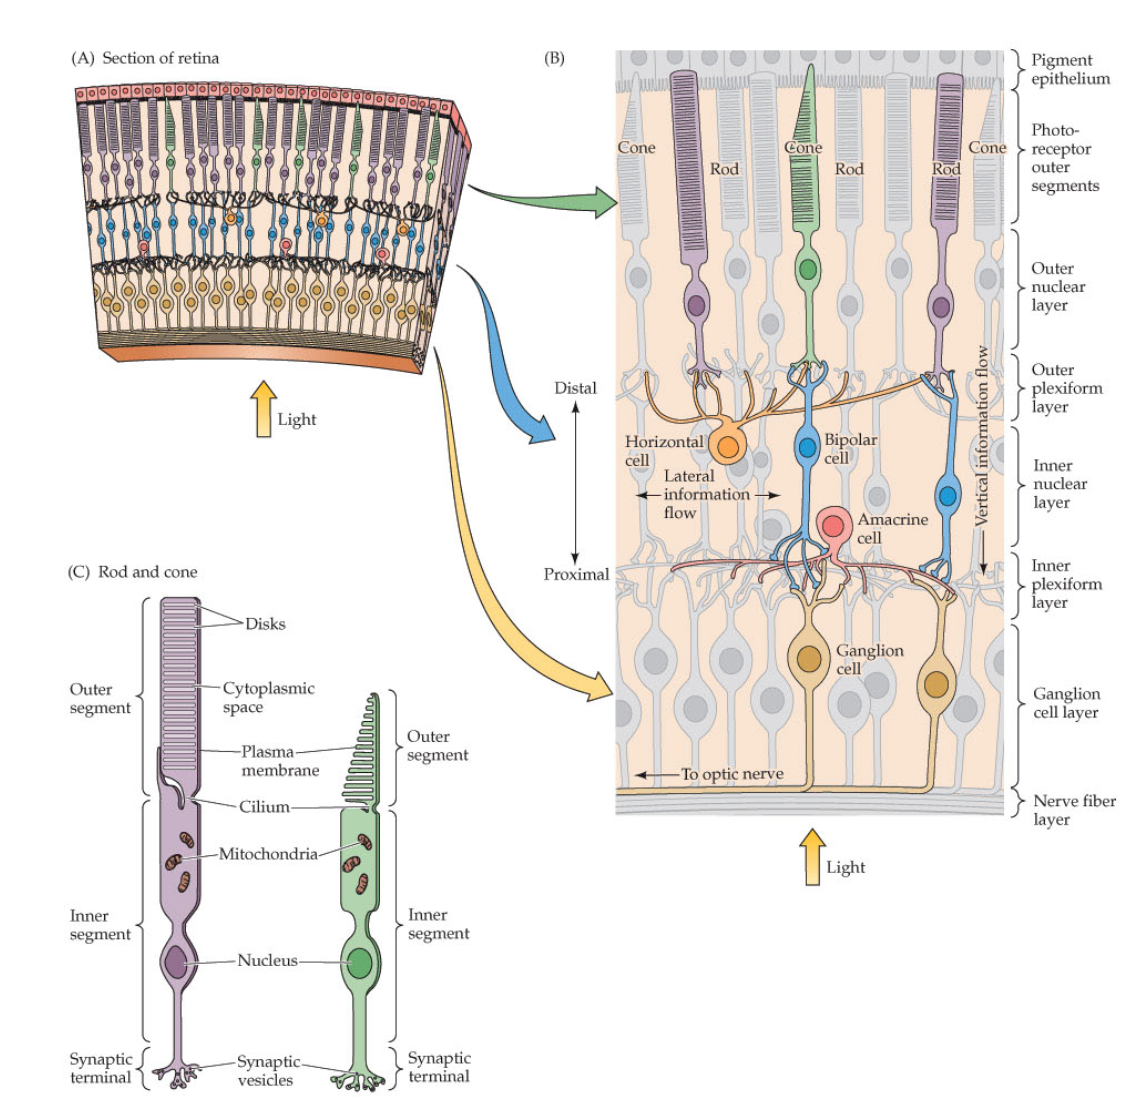 (A) Section of retina
Light
(B)
Cone
Rod
Cone
Rod
Rod
Cone
Pigment
epithelium
Photo-
receptor
outer
segments
Outer
nuclear
layer
Outer
plexiform
layer
Inner
nuclear
layer
Inner
plexiform
layer
Ganglion
cell layer
Nerve fiber
layer
Distal
Proximal
Horizontal
cell
Bipolar
cell
Lateral
information
flow
Vertical information flow
Amacrine
cell
Ganglion
cell
To optic nerve
Light
(C) Rod and cone
Outer
segment
Disks
Cytoplasmic
space
Plasma
membrane
Cilium
Outer
segment
Mitochondria
Inner
segment
Nucleus
Inner
segment
Synaptic
terminal
Synaptic
vesicles
Synaptic
terminal